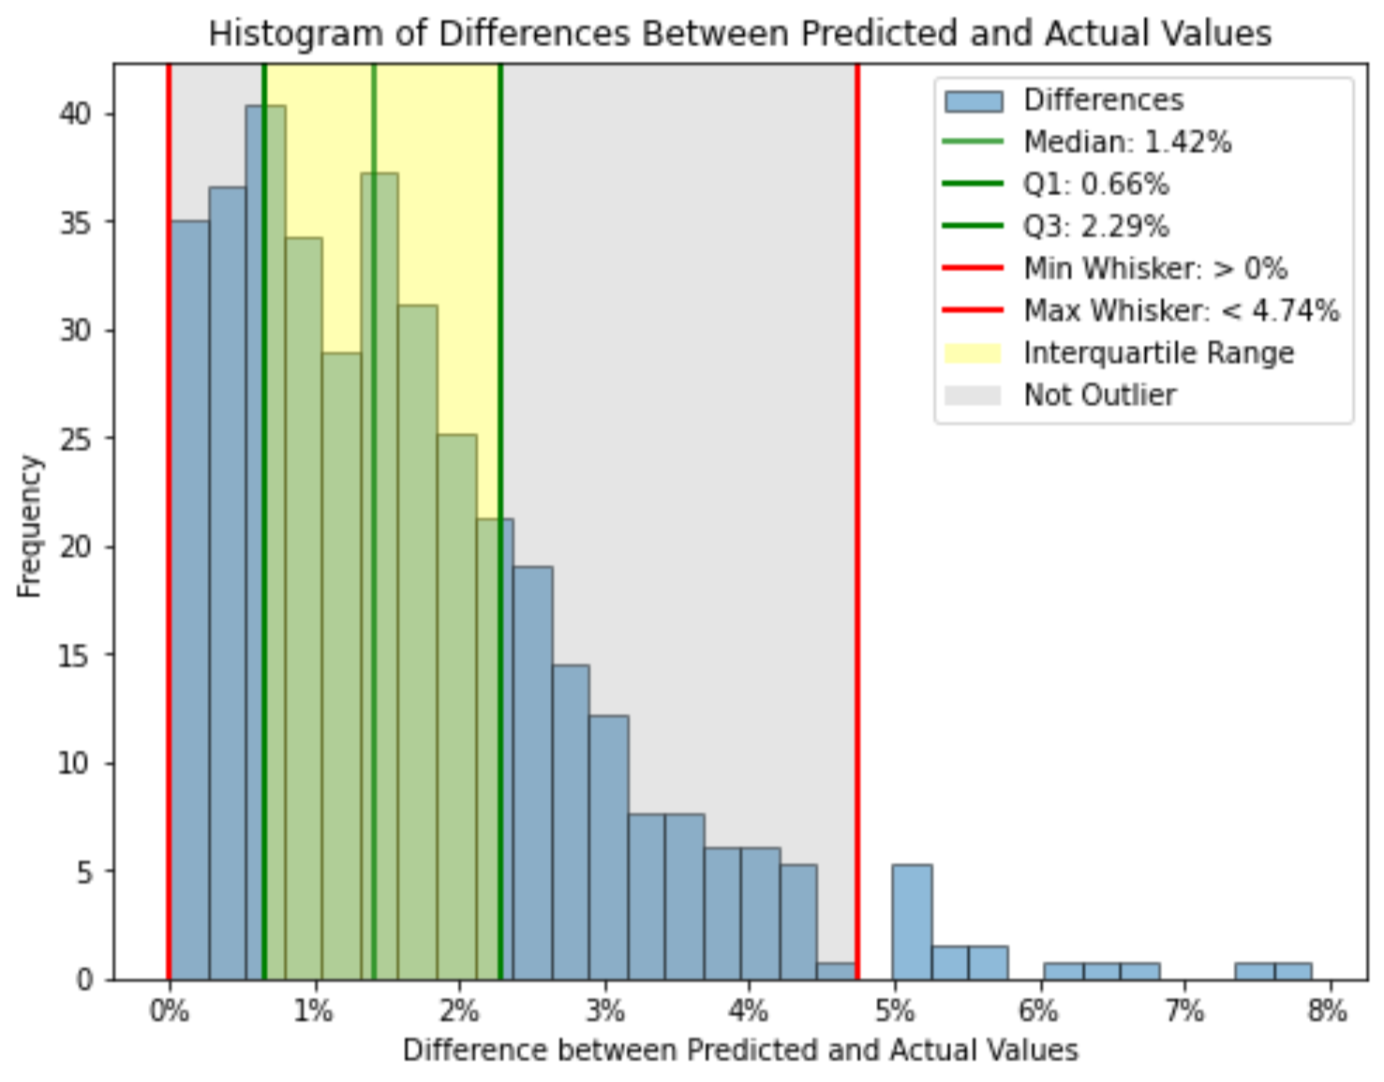 Histogram of Differences Between Predicted and Actual Values
Differences
Median: 1.42%
Q1: 0.66%
Q3: 2.29%
Min Whisker: > 0%
Max Whisker: < 4.74%
Interquartile Range
Not Outlier
Frequency
40
35
30
25
20
15
10
5
0
0% 1% 2% 3% 4% 5% 6% 7% 8%
Difference between Predicted and Actual Values